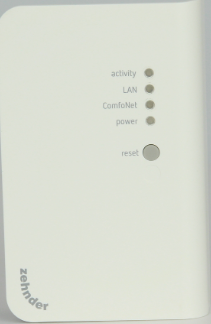 activity
LAN
ComfoNet
power
reset
zehnder